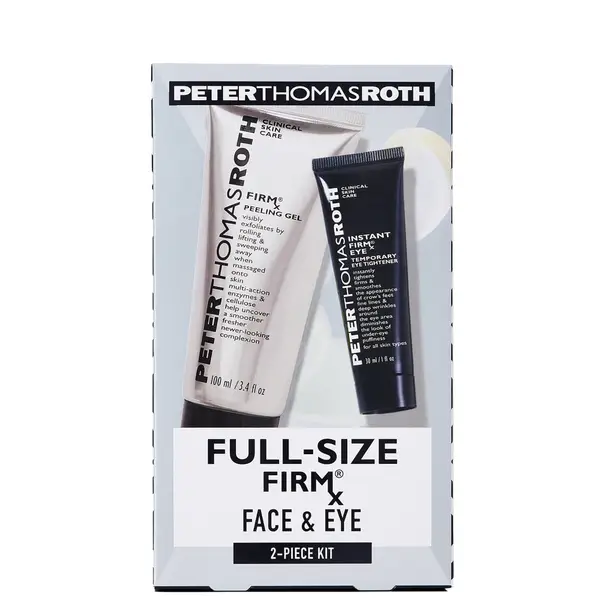 PETERTHOMASROTH
PETERTHOMASROTH
CLINICAL
SKIN
CARE
FIRMx®
PEELING GEL
visibly
exfoliates by
rolling
lifting &
sweeping
away
when
massaged
onto
skin
multi-action
enzymes &
cellulose
help uncover
a smoother
fresher
newer-looking
complexion
100 ml / 3.4 fl oz
PETERTHOMASROTH
CLINICAL
SKIN
CARE
INSTANT
FIRMx®
EYE
TEMPORARY
EYE TIGHTENER
instantly
tightens
firms &
smoothes
the appearance
of crow's feet
fine lines &
deep wrinkles
around
the eye area
diminishes
the look of
under-eye
puffiness
for all skin types
30 ml / 1 fl oz
FULL-SIZE
FIRMx®
FACE & EYE
2-PIECE KIT